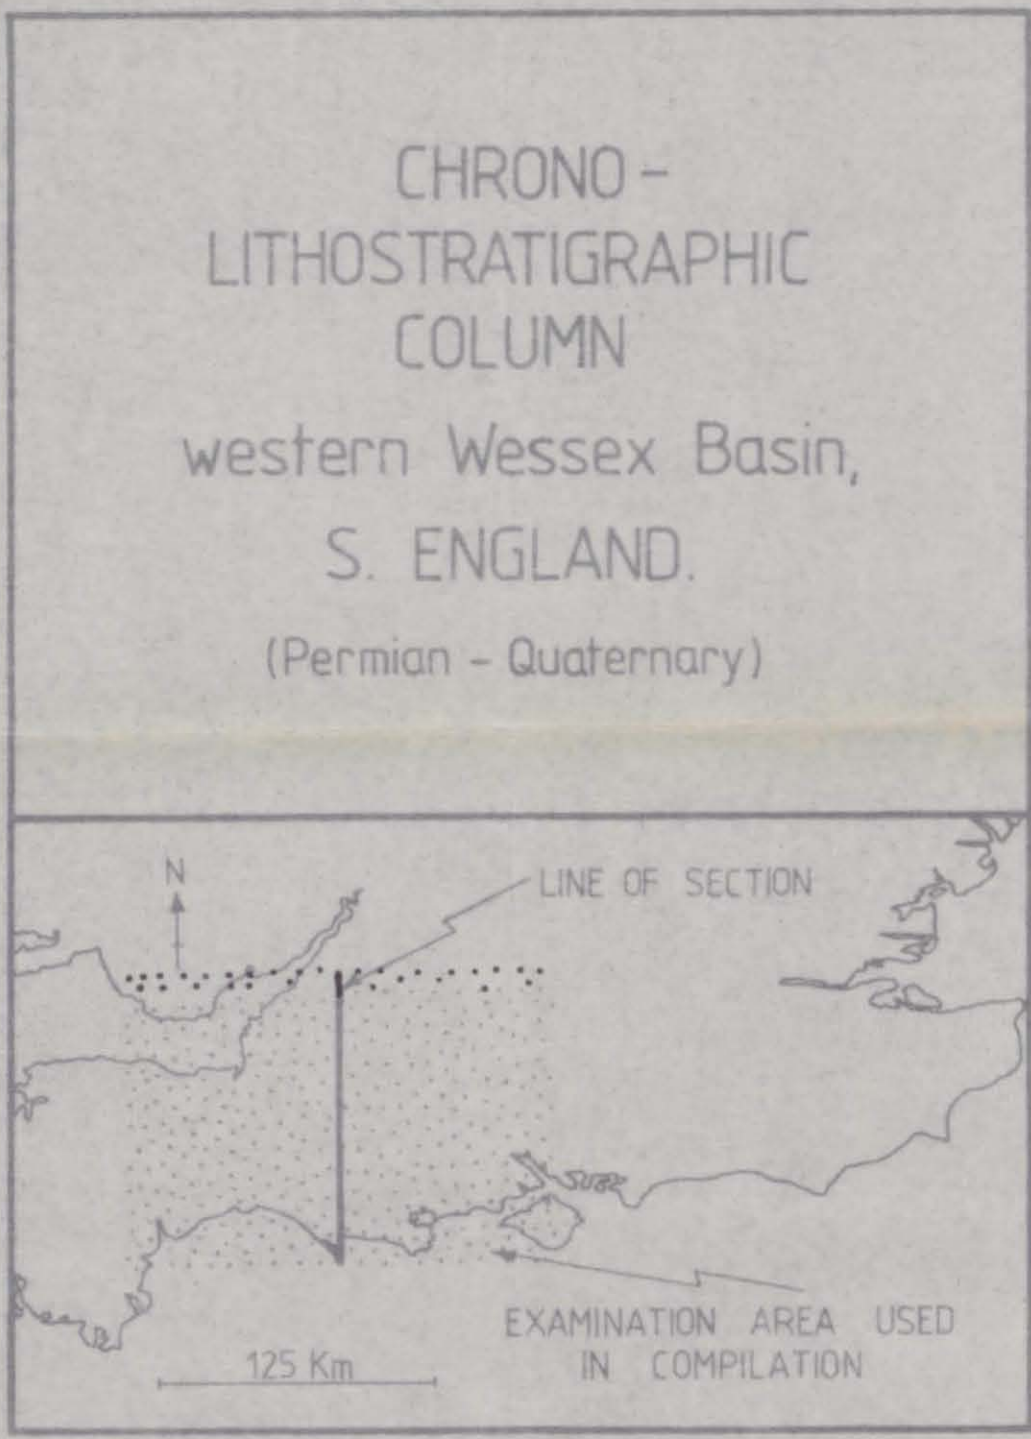 CHRONO-
LITHOSTRATIGRAPHIC
COLUMN
western Wessex Basin,
S. ENGLAND.
(Permian - Quaternary)
N
LINE OF SECTION
EXAMINATION AREA USED
IN COMPILATION
125 Km